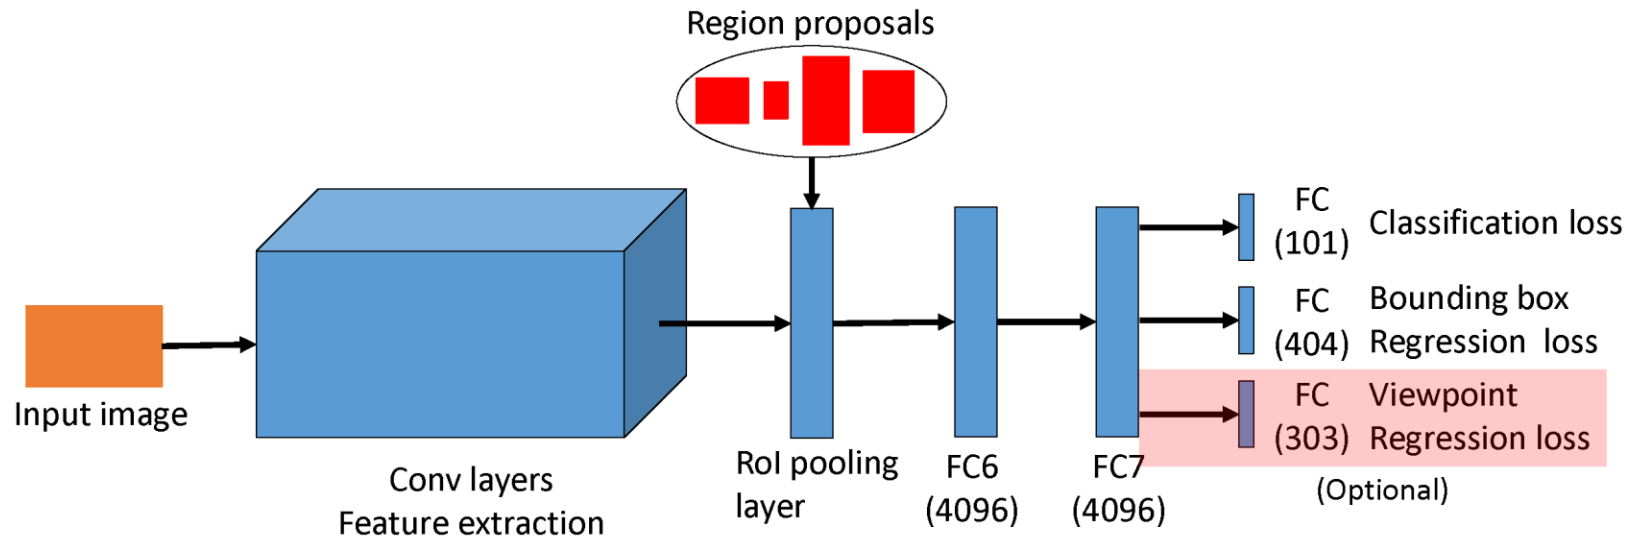 Region proposals
Input image
Conv layers
Feature extraction
RoI pooling
layer
FC6
(4096)
FC7
(4096)
FC
(101)
Classification loss
FC
(404)
Bounding box
Regression loss
FC
(303)
Viewpoint
Regression loss
(Optional)